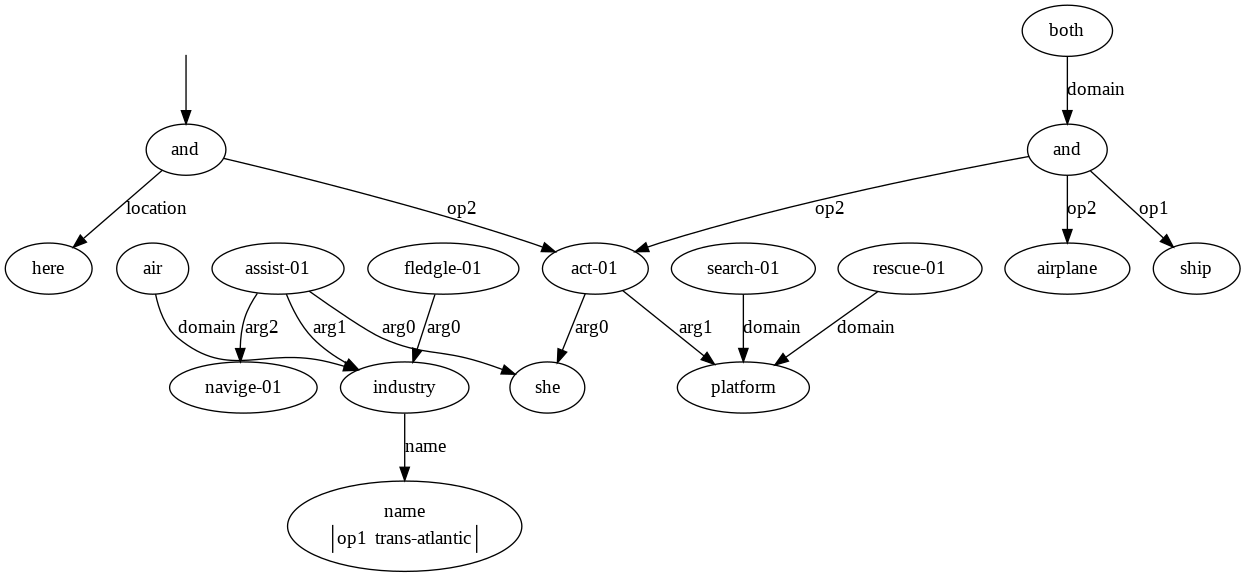 both
domain
and
and
location
op2
op2
op2
op1
here
air
assist-01
fledgle-01
act-01
search-01
rescue-01
airplane
ship
domain
arg2
arg1
arg0
arg0
arg0
arg1
domain
domain
navige-01
industry
she
platform
name
name
op1 trans-atlantic